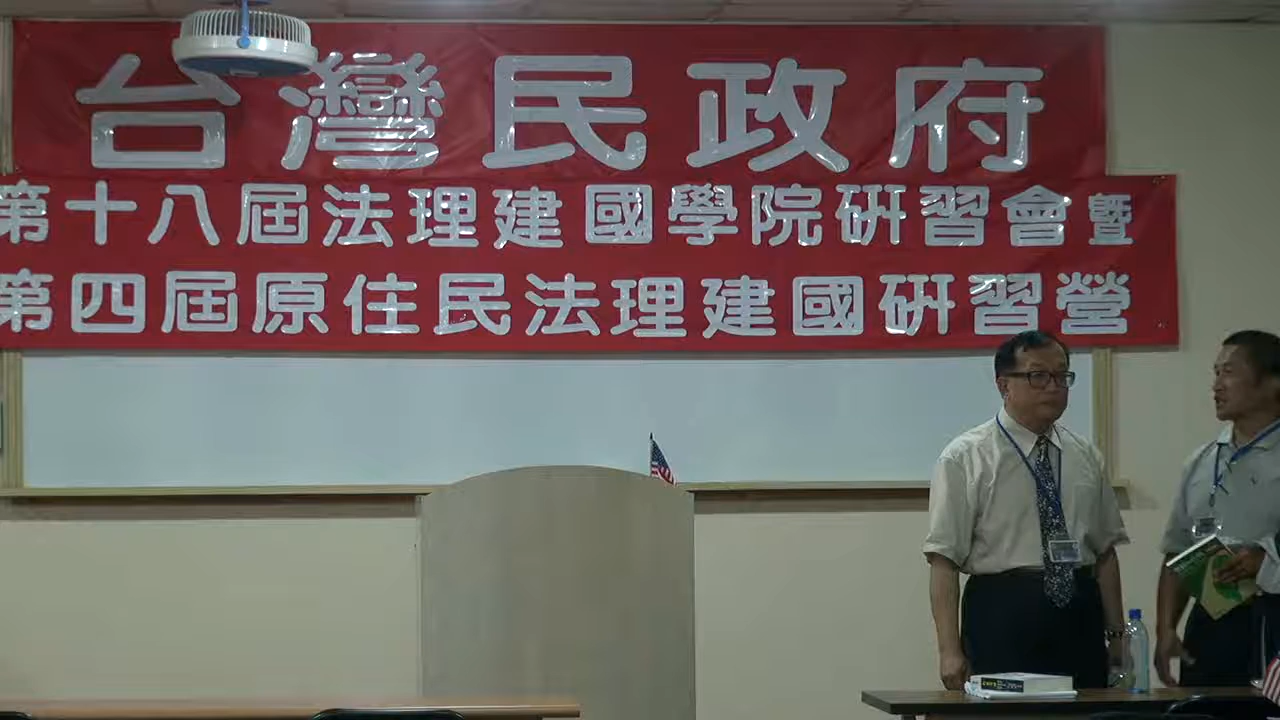 台灣民政府
第十八屆法理建國學院研習會暨
第四屆原住民法理建國研習營